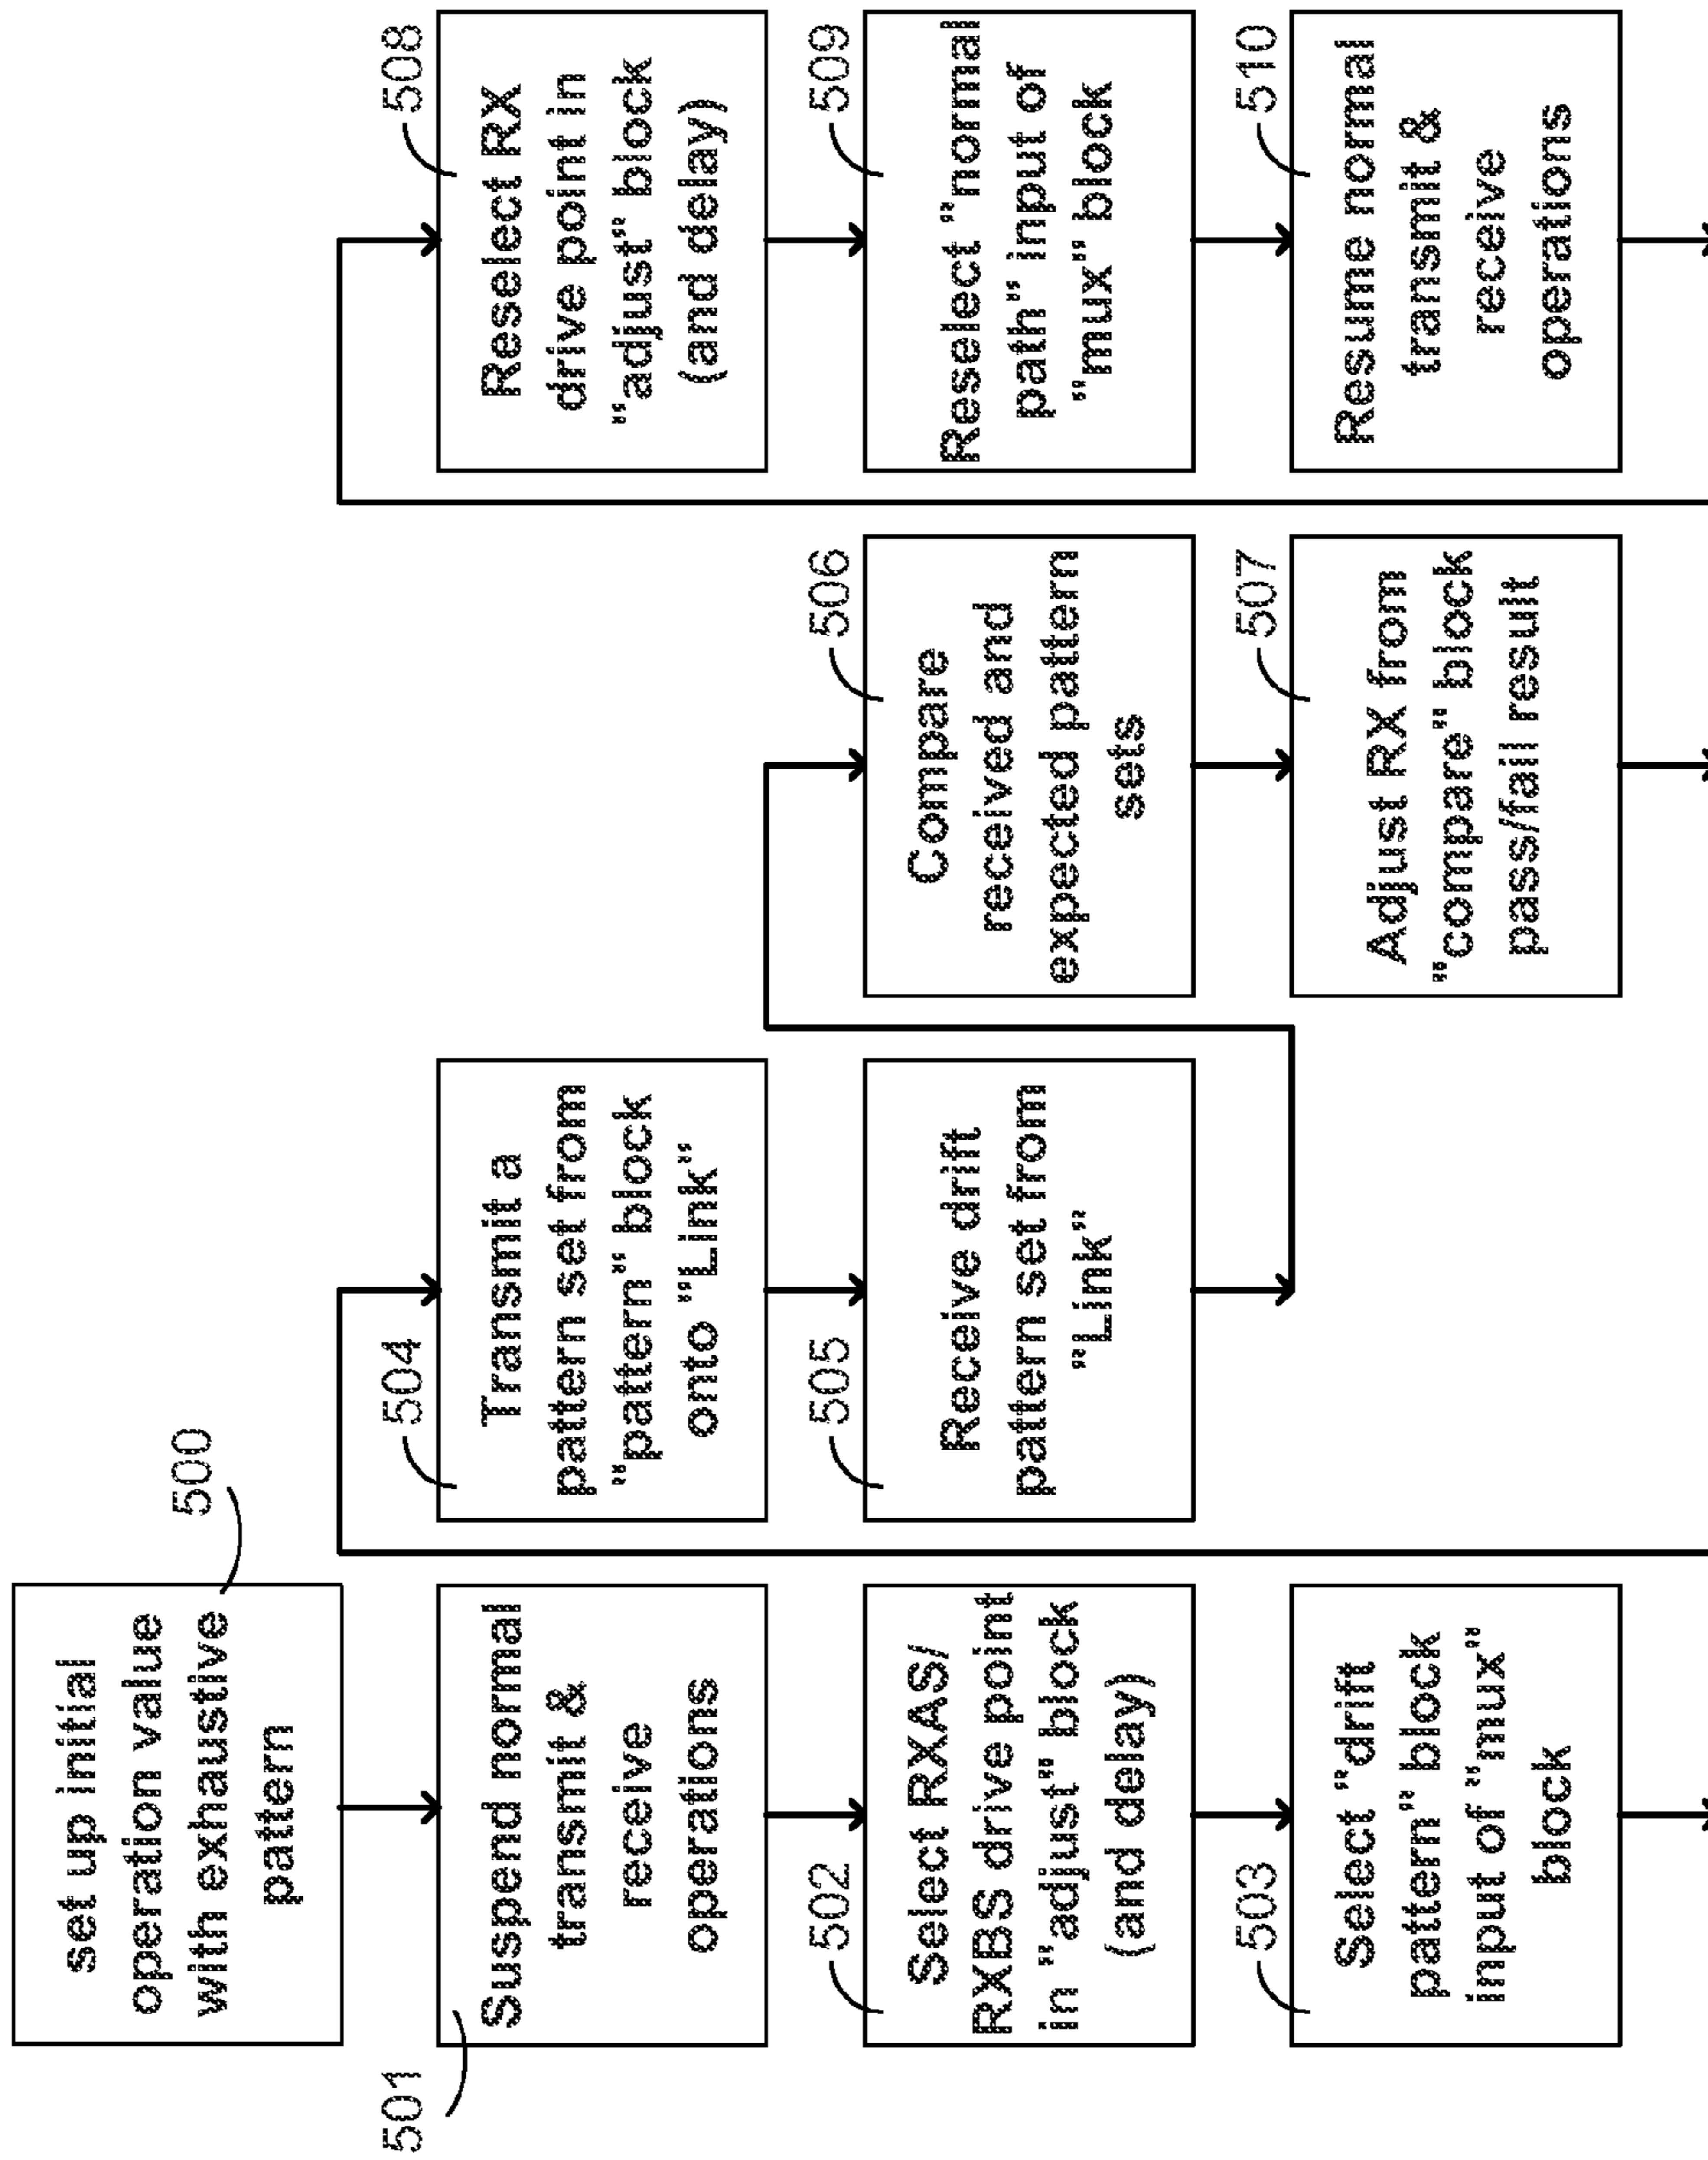 500
set up initial
operation value
with exhaustive
pattern
501
Suspend normal
transmit &
receive
operations
502
Select RXAS/
RXBS drive point
in "adjust" block
(and delay)
503
Select "drift
pattern" block
input of "mux"
block
504
Transmit a
pattern set from
"pattern" block
onto "Link"
505
Receive drift
pattern set from
"Link"
506
Compare
received and
expected pattern
sets
507
Adjust RX from
"compare" block
pass/fail result
508
Reselect RX
drive point in
"adjust" block
(and delay)
509
Reselect "normal
path" input of
"mux" block
510
Resume normal
transmit &
receive
operations